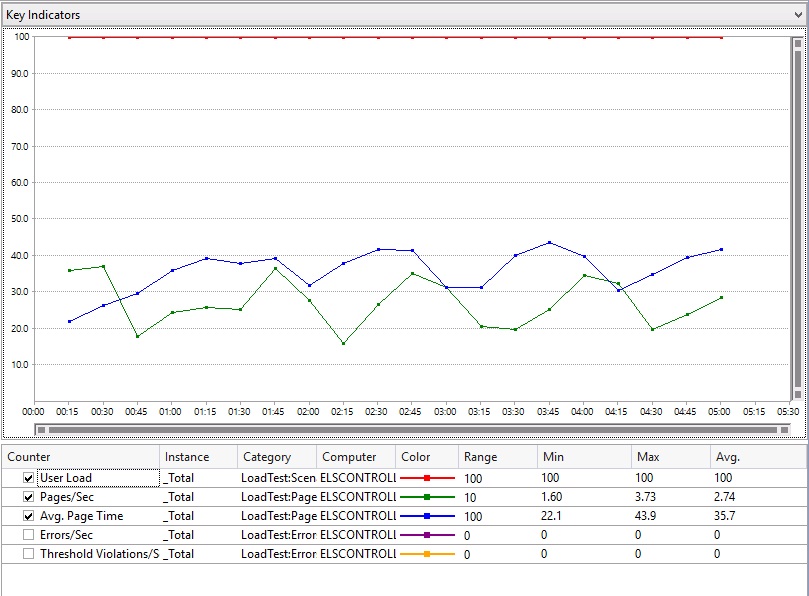 Key Indicators
100
90.0
80.0
70.0
60.0
50.0
40.0
30.0
20.0
10.0
00:00 00:15 00:30 00:45 01:00 01:15 01:30 01:45 02:00 02:15 02:30 02:45 03:00 03:15 03:30 03:45 04:00 04:15 04:30 04:45 05:00 05:15 05:30
Counter Instance Category Computer Color Range Min Max Avg.
User Load _Total LoadTest:Scen ELSCONTROLL 100 100 100 100
Pages/Sec _Total LoadTest:Page ELSCONTROLL 10 1.60 3.73 2.74
Avg. Page Time _Total LoadTest:Page ELSCONTROLL 100 22.1 43.9 35.7
Errors/Sec _Total LoadTest:Error ELSCONTROLL 0 0 0 0
Threshold Violations/S _Total LoadTest:Error ELSCONTROLL 0 0 0 0